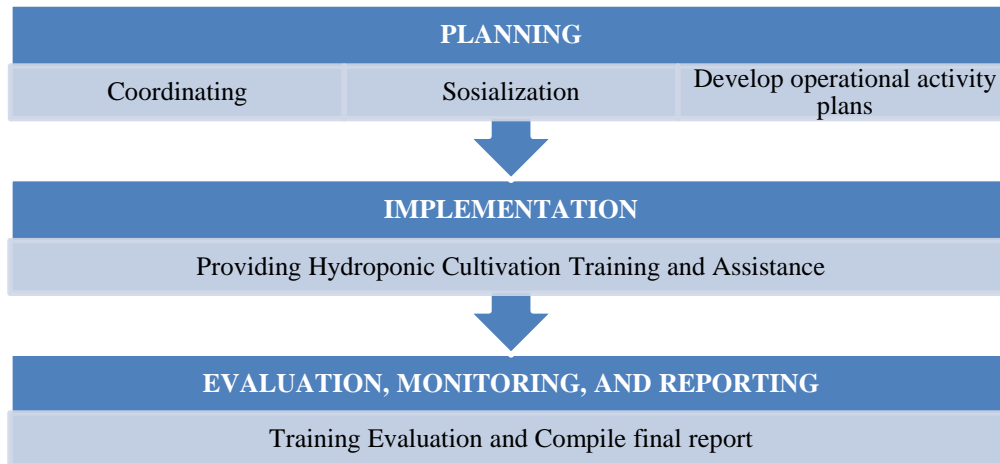 PLANNING
Coordinating
Sosialization
Develop operational activity
plans
IMPLEMENTATION
Providing Hydroponic Cultivation Training and Assistance
EVALUATION, MONITORING, AND REPORTING
Training Evaluation and Compile final report